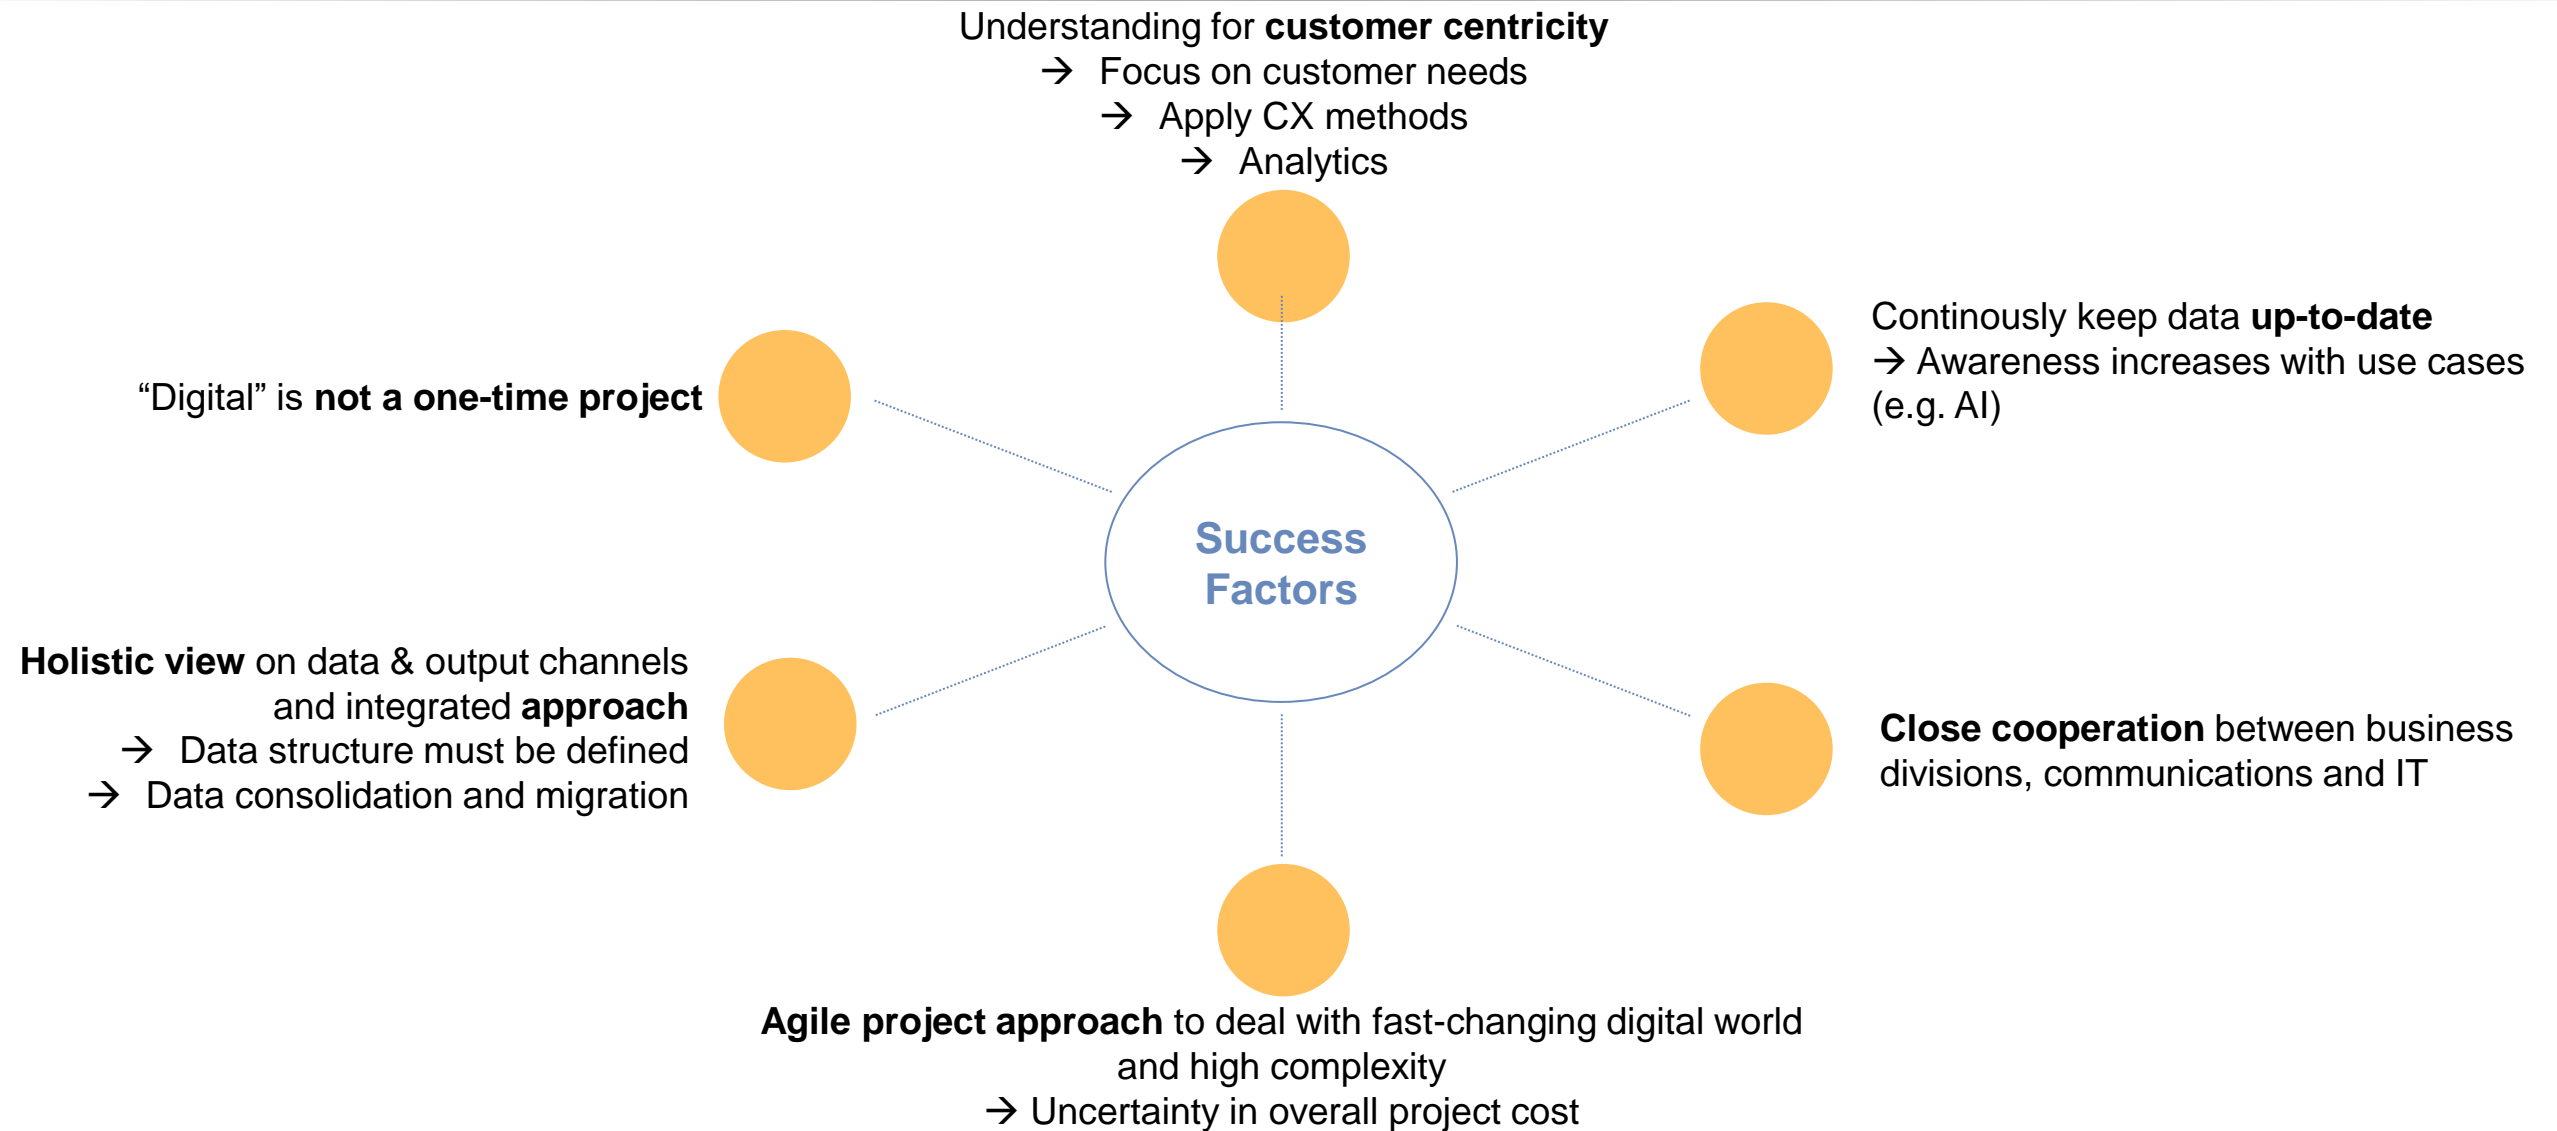 Understanding for customer centricity
→ Focus on customer needs
→ Apply CX methods
→ Analytics
“Digital” is not a one-time project
Continously keep data up-to-date
→ Awareness increases with use cases
(e.g. AI)
Success
Factors
Holistic view on data & output channels
and integrated approach
→ Data structure must be defined
→ Data consolidation and migration
Close cooperation between business
divisions, communications and IT
Agile project approach to deal with fast-changing digital world
and high complexity
→ Uncertainty in overall project cost